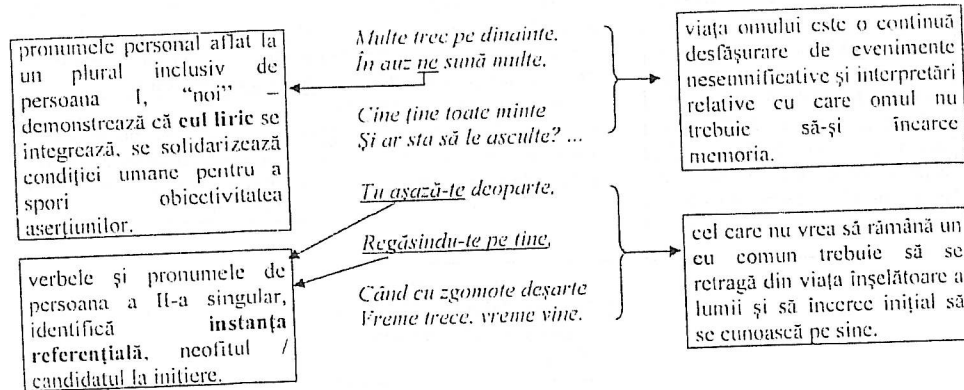 pronumele personal aflat la
un plural inclusiv de
persoana I, "noi" –
demonstrează că eul liric se
integrează, se solidarizează
condiției umane pentru a
spori obiectivitatea
aserțiunilor.
verbele și pronumele de
persoana a II-a singular,
identifică instanța
referențială, neofitul /
candidatul la inițiere.
Multe trec pe dinainte,
În auz ne sună multe,
Cine ține toate minte
Și ar sta să le asculte? ...
Tu așază-te deoparte,
Regăsindu-te pe tine,
Când cu zgomote deșarte
Vreme trece, vreme vine.
viața omului este o continuă
desfășurare de evenimente
nesemnificative și interpretări
relative cu care omul nu
trebuie să-și încarce
memoria.
cel care nu vrea să rămână un
eu comun trebuie să se
retragă din viața înșelătoare a
lumii și să încerce inițial să
se cunoască pe sine.